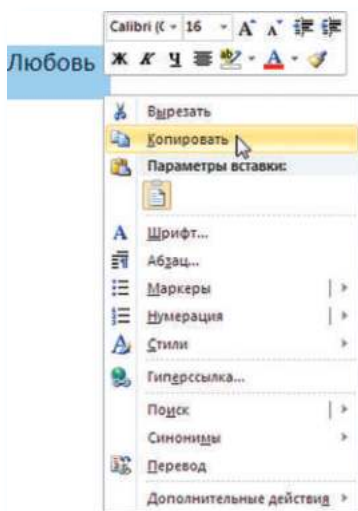 Calibri (С 16 A A
Любовь Ж К Ч А
Вырезать
Копировать
Параметры вставки:
A Шрифт...
Абзац...
Маркеры
Нумерация
Стили
Гиперссылка...
Поиск
Синонимы
Перевод
Дополнительные действия